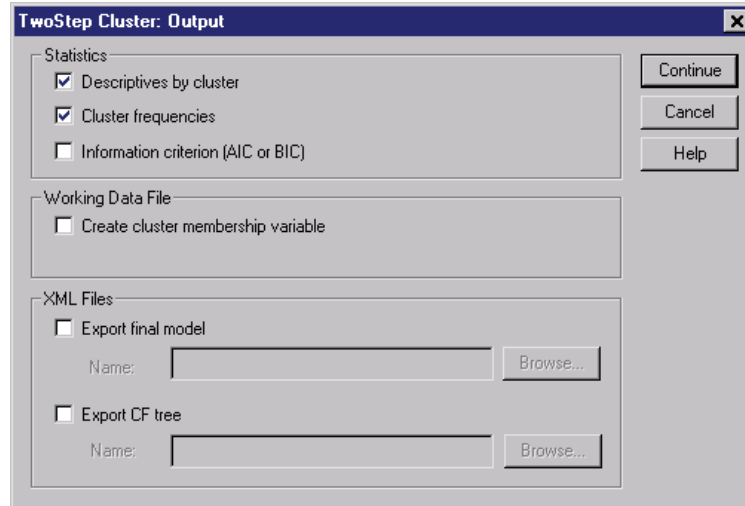 TwoStep Cluster: Output
Statistics
Descriptives by cluster
Cluster frequencies
Information criterion (AIC or BIC)
Working Data File
Create cluster membership variable
XML Files
Export final model
Name:
Browse...
Export CF tree
Name:
Browse...
Continue
Cancel
Help